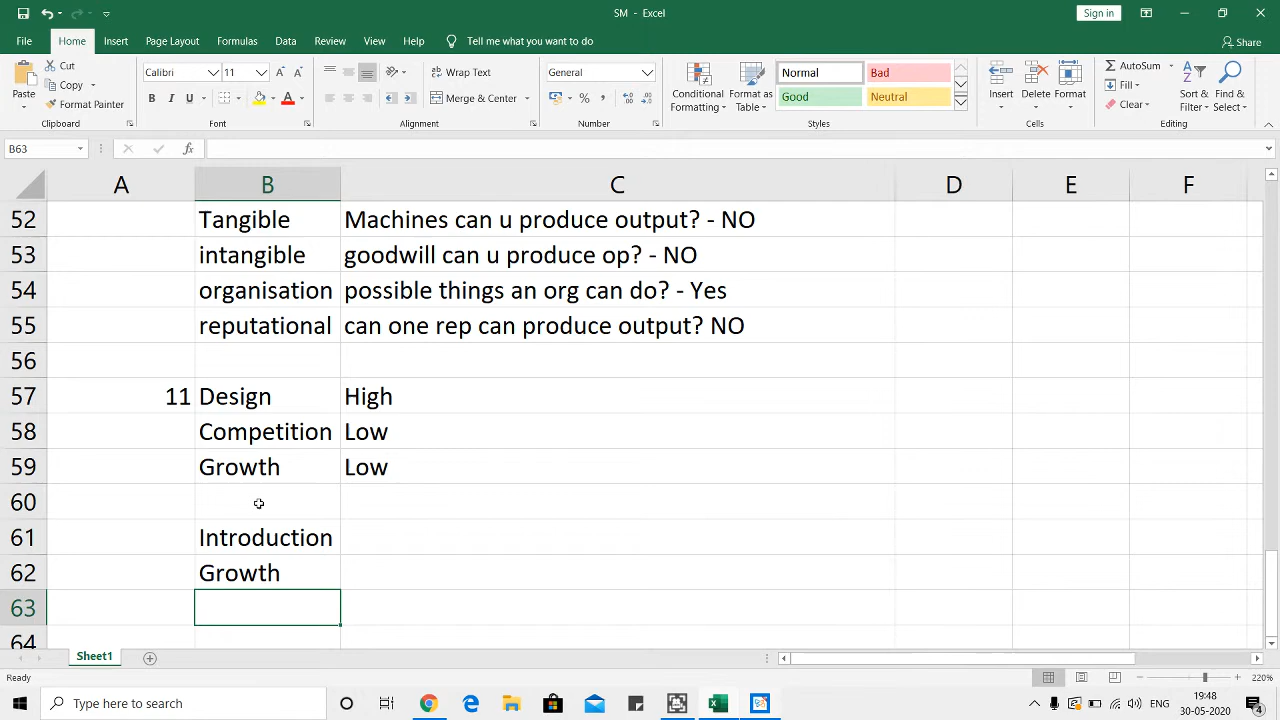 SM - Excel
Sign in
File Home Insert Page Layout Formulas Data Review View Help Tell me what you want to do Share
Paste
Cut
Copy
Format Painter
Clipboard
Calibri 11
B I U
Font
Wrap Text
Merge & Center
Alignment
General
%
Number
Conditional Formatting
Format as Table
Normal Bad
Good Neutral
Styles
Insert Delete Format
Cells
AutoSum
Fill
Clear
Sort & Filter
Find & Select
Editing
B63 fx
A B C D E F
52 Tangible Machines can u produce output? - NO
53 intangible goodwill can u produce op? - NO
54 organisation possible things an org can do? - Yes
55 reputational can one rep can produce output? NO
56
57 11 Design High
58 Competition Low
59 Growth Low
60
61 Introduction
62 Growth
63
64
Sheet1
Ready 220%
Type here to search
ENG
19:48
30-05-2020
4